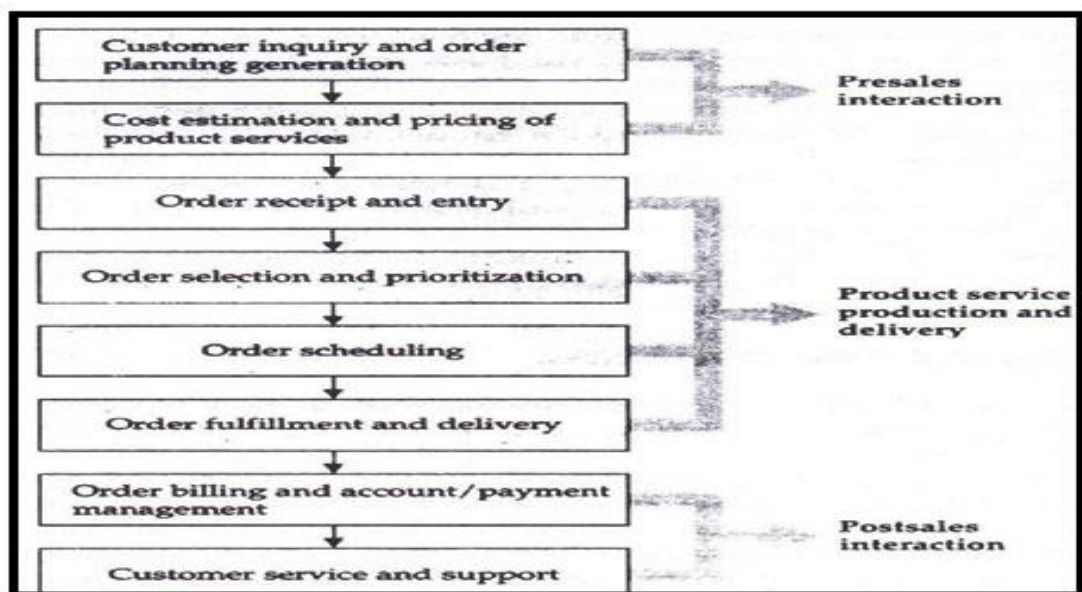 Customer inquiry and order
planning generation
Cost estimation and pricing of
product services
Order receipt and entry
Order selection and prioritization
Order scheduling
Order fulfillment and delivery
Order billing and account/payment
management
Customer service and support
Presales
interaction
Product service
production and
delivery
Postsales
interaction